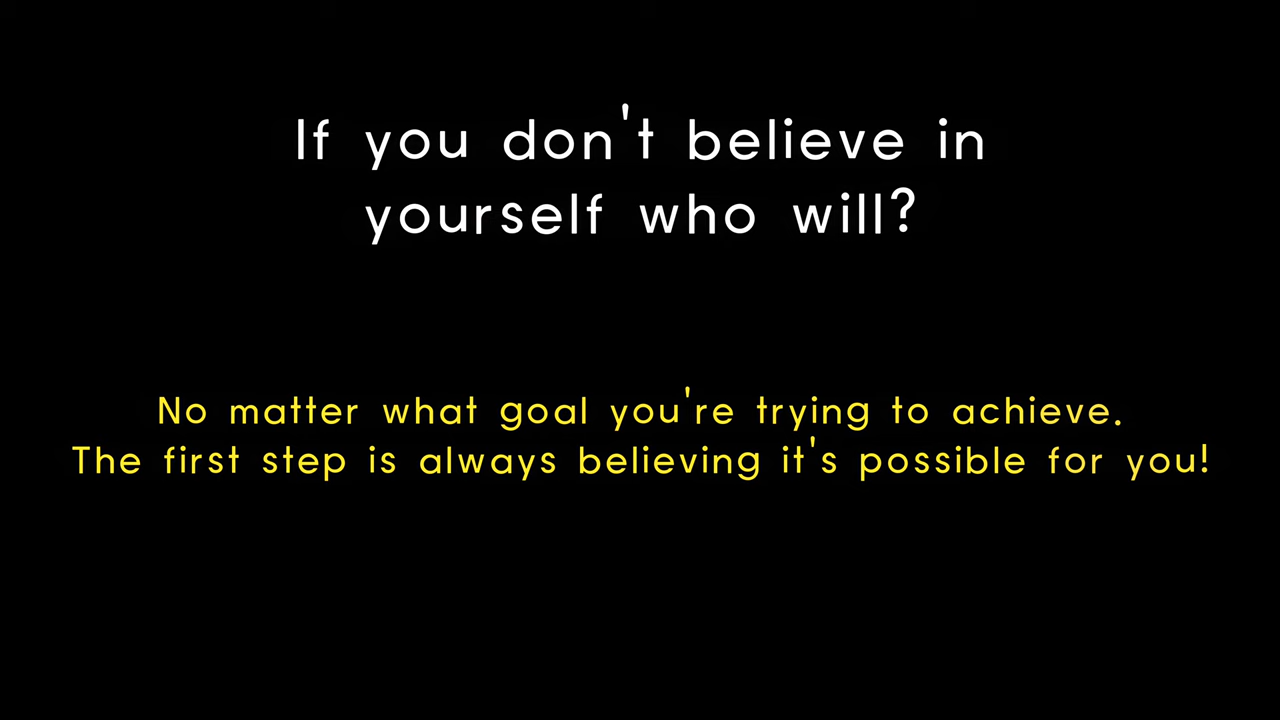 If you don't believe in
yourself who will?
No matter what goal you're trying to achieve.
The first step is always believing it's possible for you!